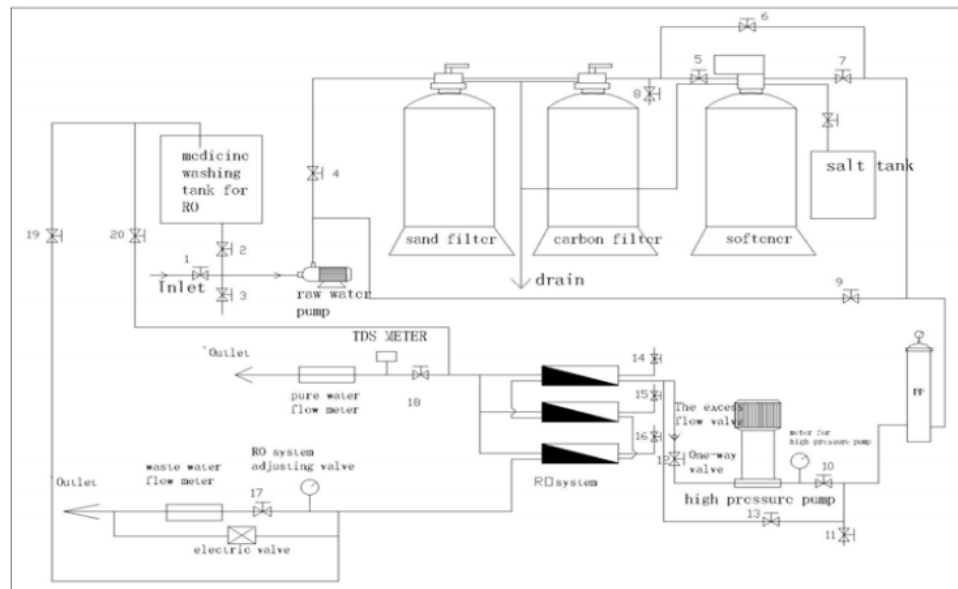 6
5
7
8
medicine
washing
tank for
RO
4
salt tank
19
20
2
sand filter
carbon filter
softener
1
Inlet
3
raw water
pump
drain
9
TDS METER
Outlet
14
pure water
flow meter
18
15
The excess
flow valve
PP
16
meter for
high pressure pump
12
One-way
valve
RO system
adjusting valve
waste water
flow meter
10
Outlet
17
RO system
high pressure pump
13
11
electric valve